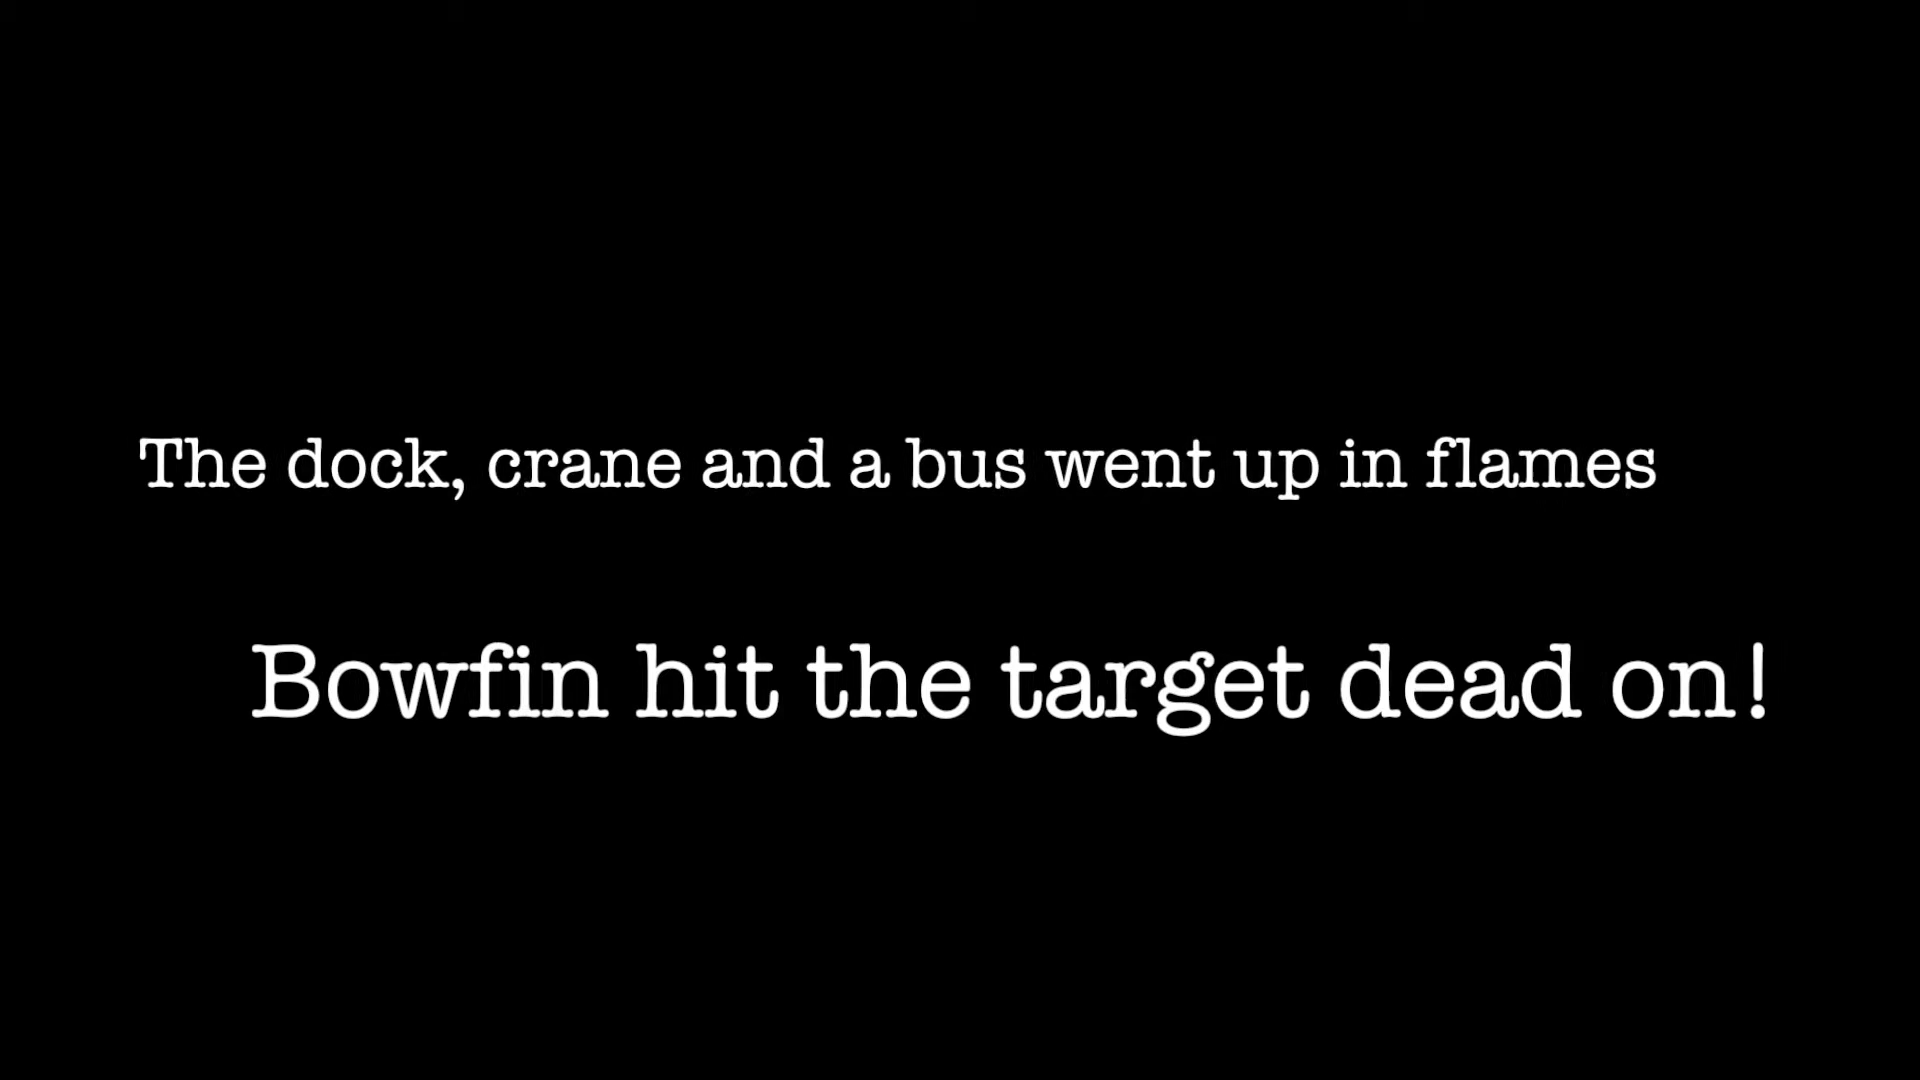 The dock, crane and a bus went up in flames
Bowfin hit the target dead on!